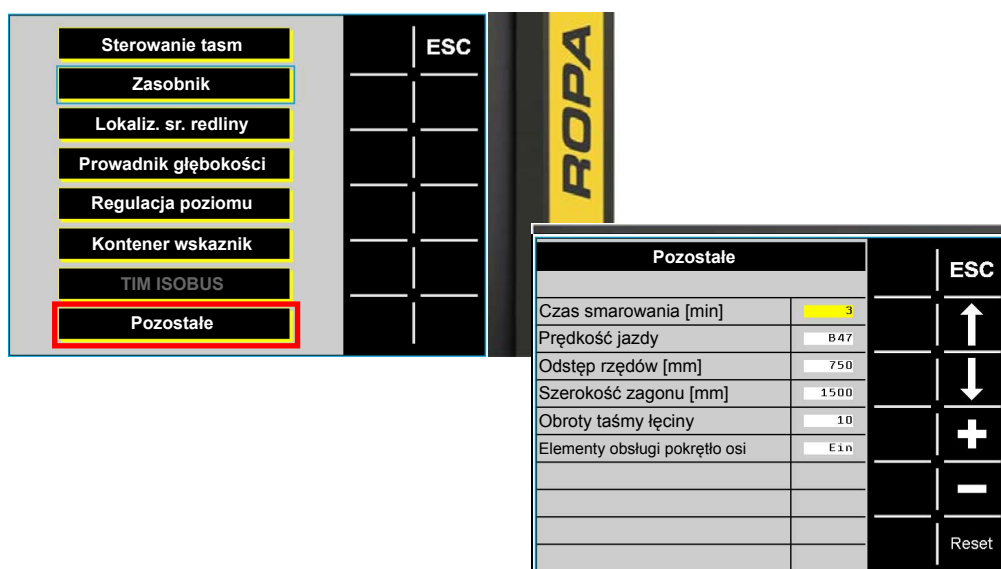 Sterowanie tasm
ESC
Zasobnik
Lokaliz. sr. redliny
Prowadnik głębokości
Regulacja poziomu
Kontener wskaznik
TIM ISOBUS
Pozostałe
ROPA
Pozostałe
ESC
Czas smarowania [min] 3
Prędkość jazdy B47
Odstęp rzędów [mm] 750
Szerokość zagonu [mm] 1500
Obroty taśmy łęciny 10
Elementy obsługi pokrętło osi Ein
Reset